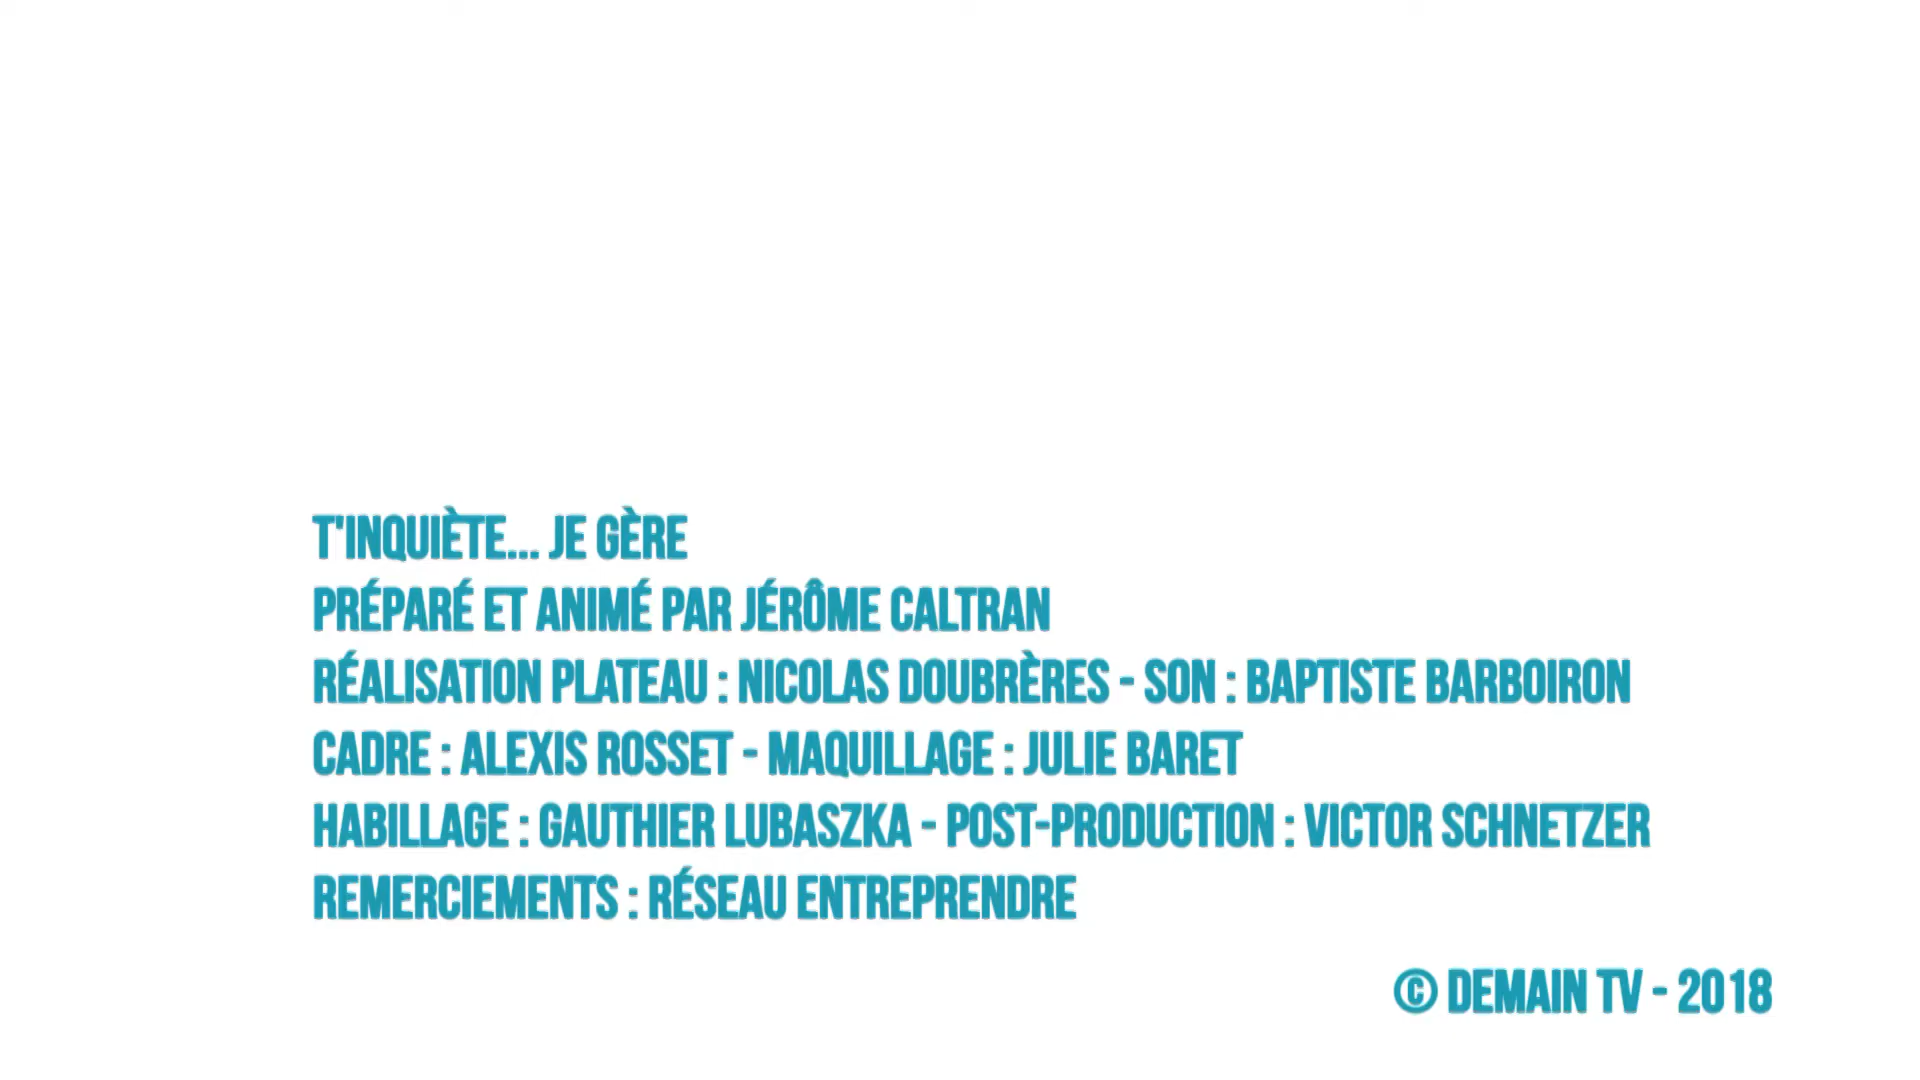 T'INQUIÈTE... JE GÈRE
PRÉPARÉ ET ANIMÉ PAR JÉRÔME CALTRAN
RÉALISATION PLATEAU : NICOLAS DOUBRÈRES - SON : BAPTISTE BARBOIRON
CADRE : ALEXIS ROSSET - MAQUILLAGE : JULIE BARET
HABILLAGE : GAUTHIER LUBASZKA - POST-PRODUCTION : VICTOR SCHNETZER
REMERCIEMENTS : RÉSEAU ENTREPRENDRE
© DEMAIN TV - 2018